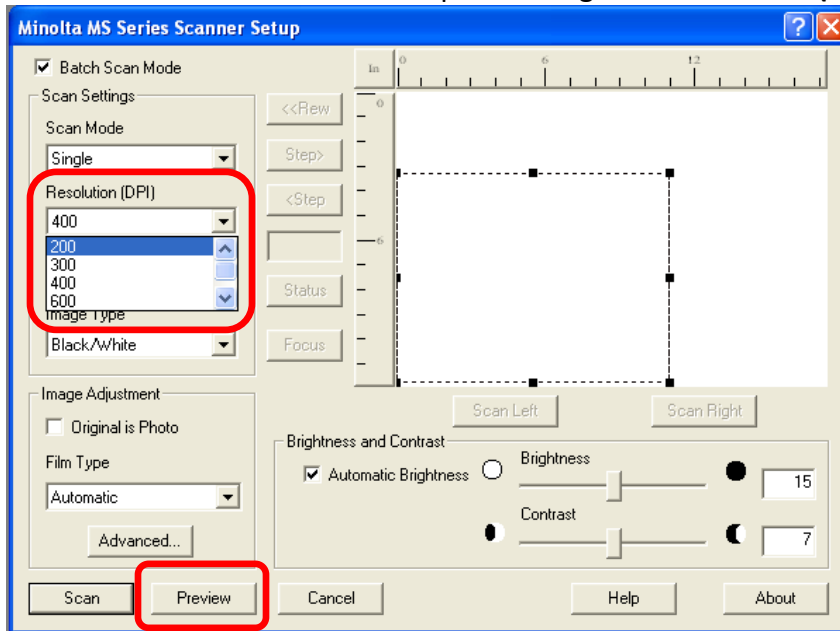 Minolta MS Series Scanner Setup
Batch Scan Mode
Scan Settings
Scan Mode
Single
Resolution (DPI)
400
200
300
400
600
Image Type
Black/White
<<Rew
Step>
<Step
Status
Focus
In
0
6
12
0
6
Scan Left
Scan Right
Image Adjustment
Original is Photo
Film Type
Automatic
Advanced...
Brightness and Contrast
Automatic Brightness
Brightness
15
Contrast
7
Scan
Preview
Cancel
Help
About